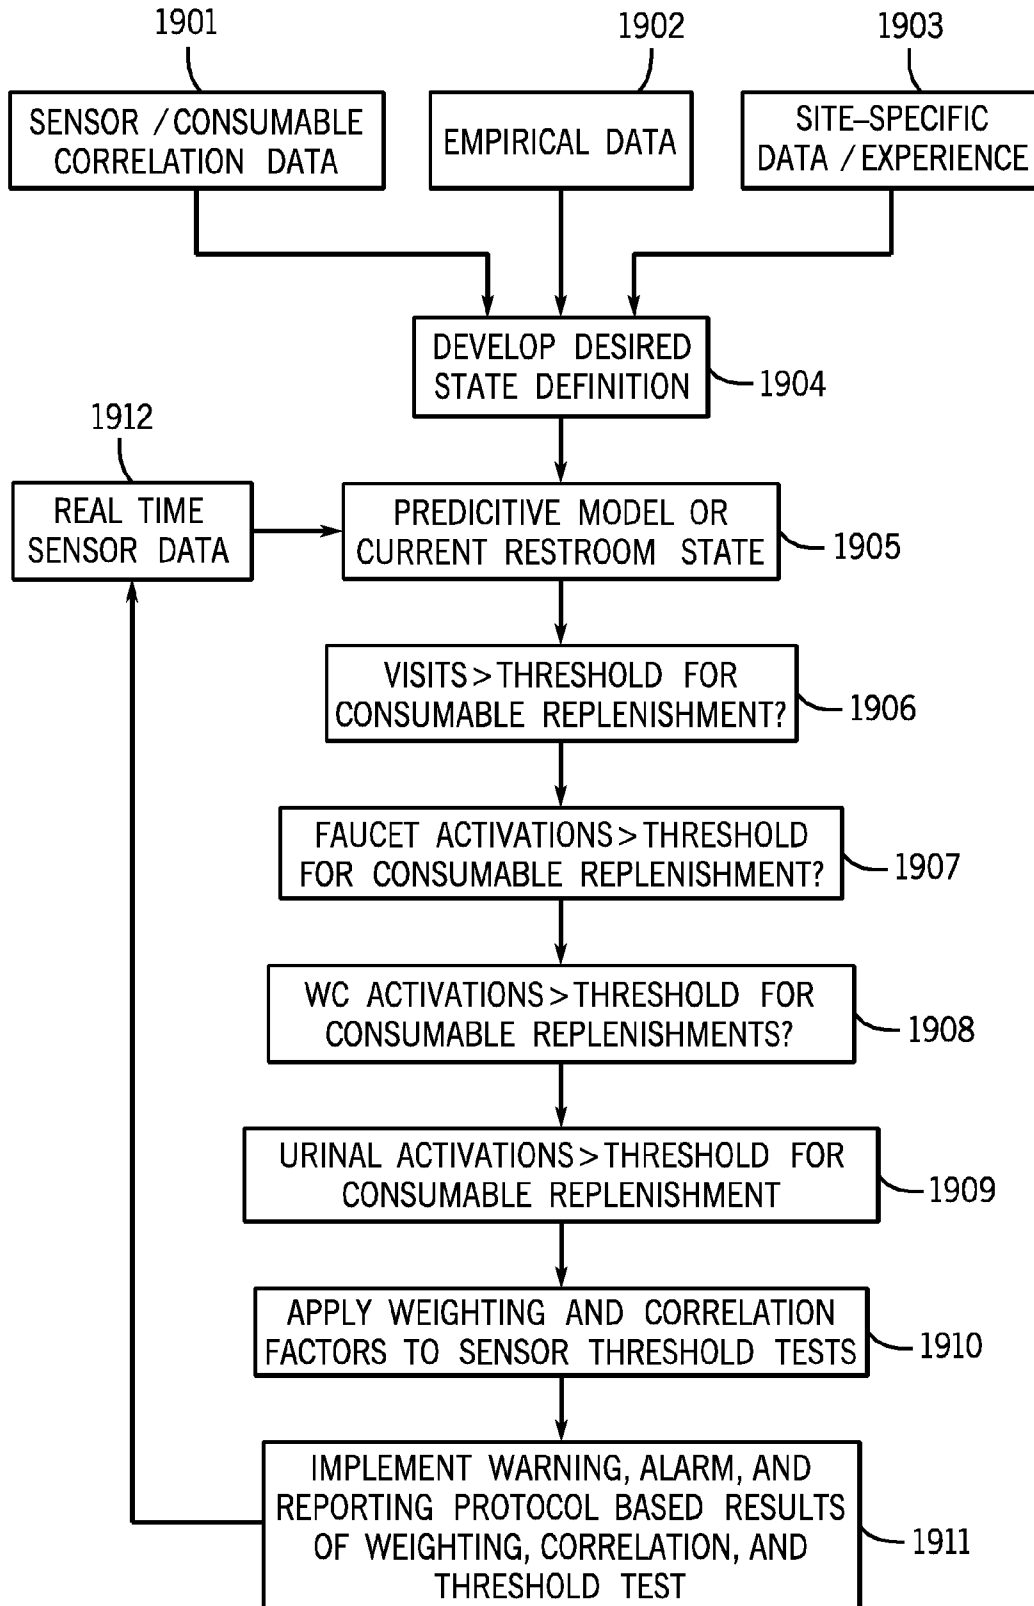 1901
1902
1903
SENSOR / CONSUMABLE
CORRELATION DATA
EMPIRICAL DATA
SITE-SPECIFIC
DATA / EXPERIENCE
DEVELOP DESIRED
STATE DEFINITION
1904
1912
REAL TIME
SENSOR DATA
PREDICITIVE MODEL OR
CURRENT RESTROOM STATE
1905
VISITS > THRESHOLD FOR
CONSUMABLE REPLENISHMENT?
1906
FAUCET ACTIVATIONS > THRESHOLD
FOR CONSUMABLE REPLENISHMENT?
1907
WC ACTIVATIONS > THRESHOLD FOR
CONSUMABLE REPLENISHMENTS?
1908
URINAL ACTIVATIONS > THRESHOLD FOR
CONSUMABLE REPLENISHMENT
1909
APPLY WEIGHTING AND CORRELATION
FACTORS TO SENSOR THRESHOLD TESTS
1910
IMPLEMENT WARNING, ALARM, AND
REPORTING PROTOCOL BASED RESULTS
OF WEIGHTING, CORRELATION, AND
THRESHOLD TEST
1911